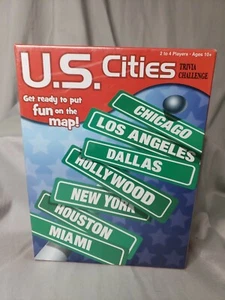 2 to 4 Players • Ages 10+
U.S. Cities
TRIVIA
CHALLENGE
Get ready to put
fun on the
map!
CHICAGO
LOS ANGELES
DALLAS
HOLLYWOOD
NEW YORK
HOUSTON
MIAMI